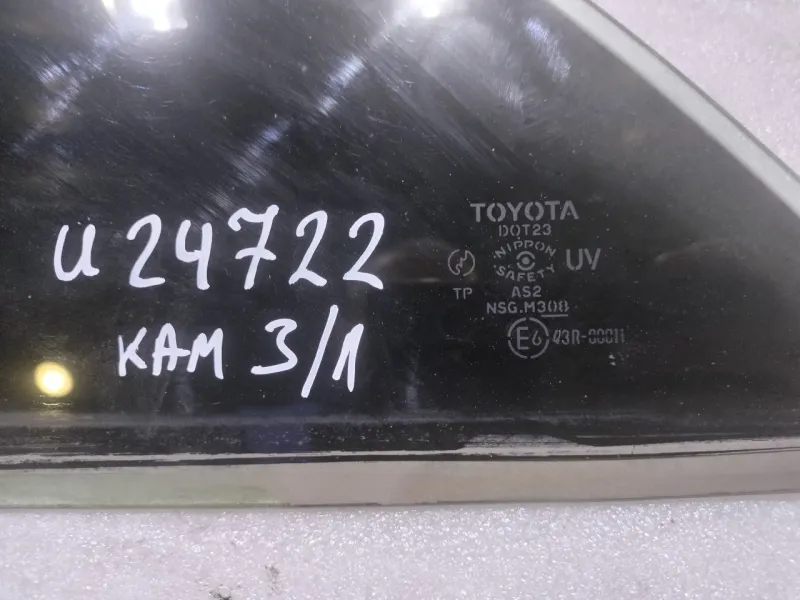 u 24722
КАМ 3/1
TOYOTA
DOT23
NIPPON
SAFETY
UV
TP
AS2
NSG.M308
E6 43R-00011